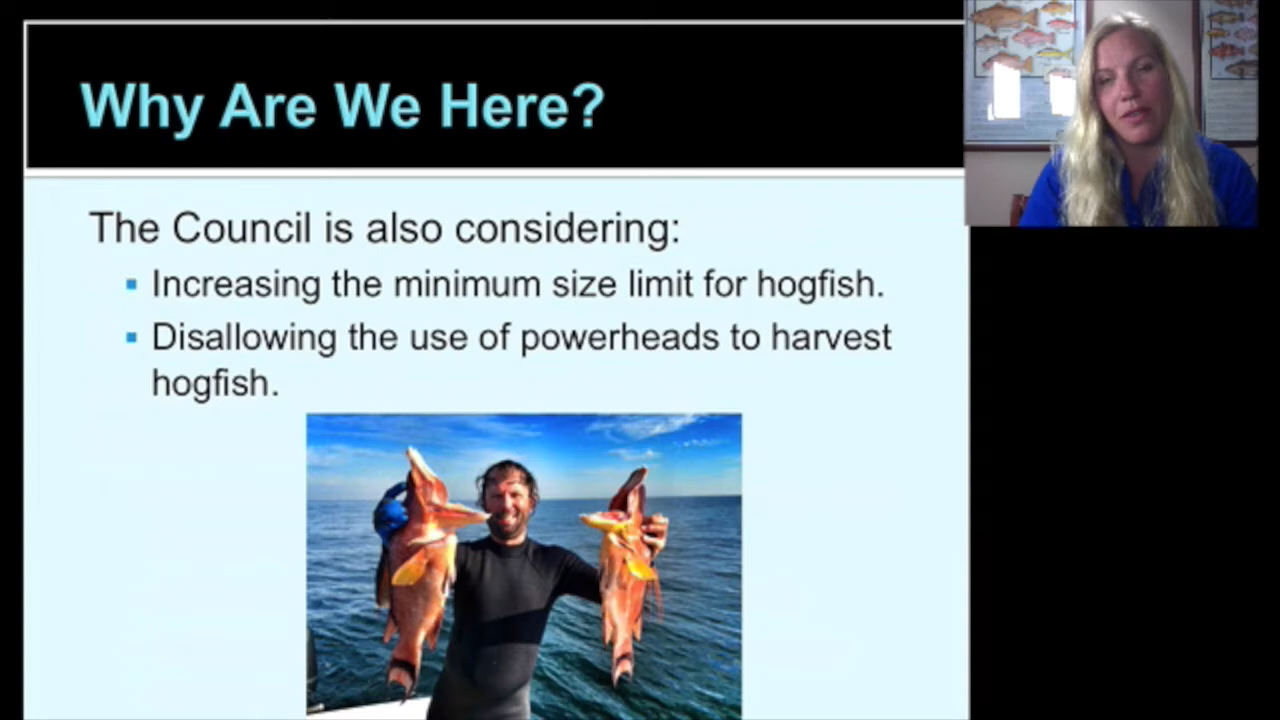 Why Are We Here?
The Council is also considering:
Increasing the minimum size limit for hogfish.
Disallowing the use of powerheads to harvest
hogfish.